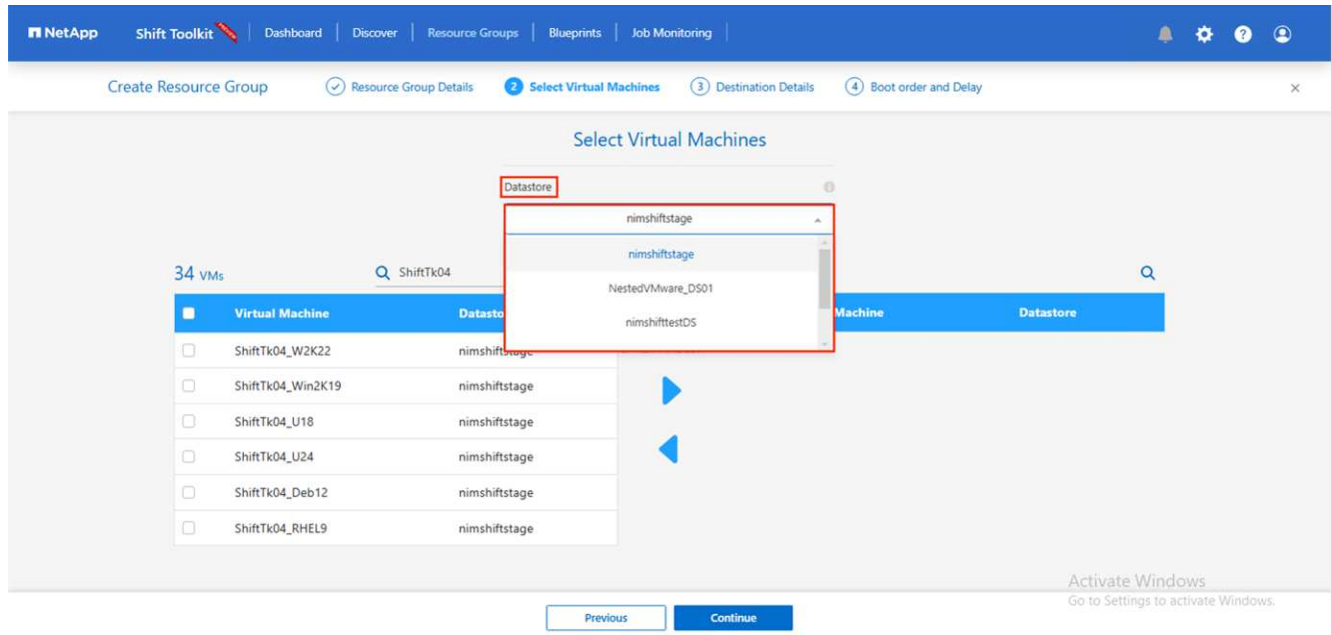 NetApp Shift Toolkit Dashboard Discover Resource Groups Blueprints Job Monitoring
Create Resource Group Resource Group Details 2 Select Virtual Machines 3 Destination Details 4 Boot order and Delay
Select Virtual Machines
Datastore
nimshiftstage
nimshiftstage
NestedVMware_DS01
nimshifttestDS
34 VMs ShiftTk04
Virtual Machine Machine Datastore
ShiftTk04_W2K22
ShiftTk04_Win2K19 nimshiftstage
ShiftTk04_U18 nimshiftstage
ShiftTk04_U24 nimshiftstage
ShiftTk04_Deb12 nimshiftstage
ShiftTk04_RHEL9 nimshiftstage
Activate Windows
Go to Settings to activate Windows.
Previous Continue